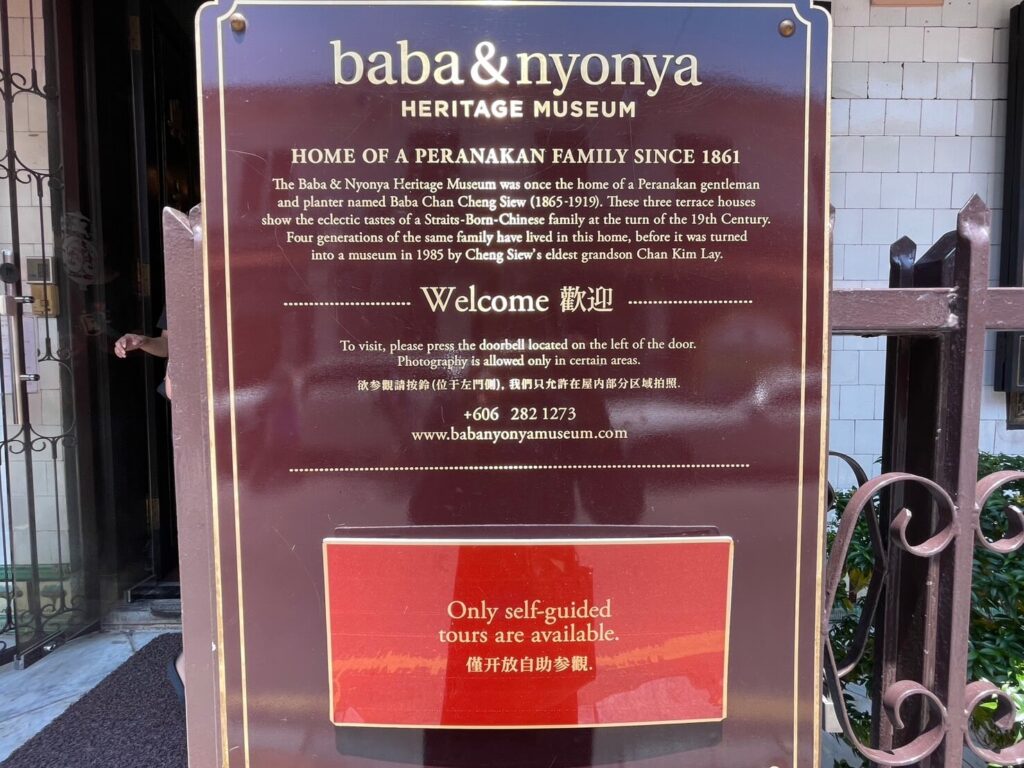 baba & nyonya
HERITAGE MUSEUM
HOME OF A PERANAKAN FAMILY SINCE 1861
The Baba & Nyonya Heritage Museum was once the home of a Peranakan gentleman
and planter named Baba Chan Cheng Siew (1865-1919). These three terrace houses
show the eclectic tastes of a Straits-Born-Chinese family at the turn of the 19th Century.
Four generations of the same family have lived in this home, before it was turned
into a museum in 1985 by Cheng Siew's eldest grandson Chan Kim Lay.
Welcome 歡迎
To visit, please press the doorbell located on the left of the door.
Photography is allowed only in certain areas.
欲参觀請按鈴(位于左門側), 我們只允許在屋内部分区域拍照.
+606 282 1273
www.babanyonyamuseum.com
Only self-guided
tours are available.
僅开放自助参觀.